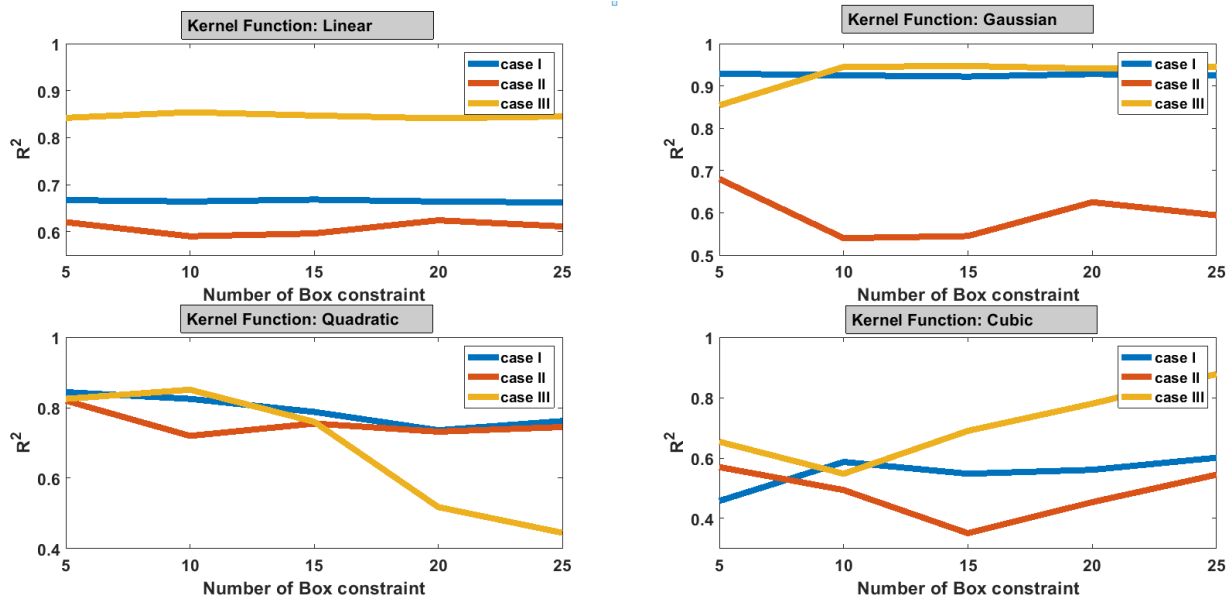 Kernel Function: Linear
1
0.9
0.8
0.7
0.6
R2
case I
case II
case III
5
10
15
20
25
Number of Box constraint
Kernel Function: Gaussian
1
0.9
0.8
0.7
0.6
0.5
R2
case I
case II
case III
5
10
15
20
25
Number of Box constraint
Kernel Function: Quadratic
1
0.8
0.6
0.4
R2
case I
case II
case III
5
10
15
20
25
Number of Box constraint
Kernel Function: Cubic
1
0.8
0.6
0.4
R2
case I
case II
case III
5
10
15
20
25
Number of Box constraint